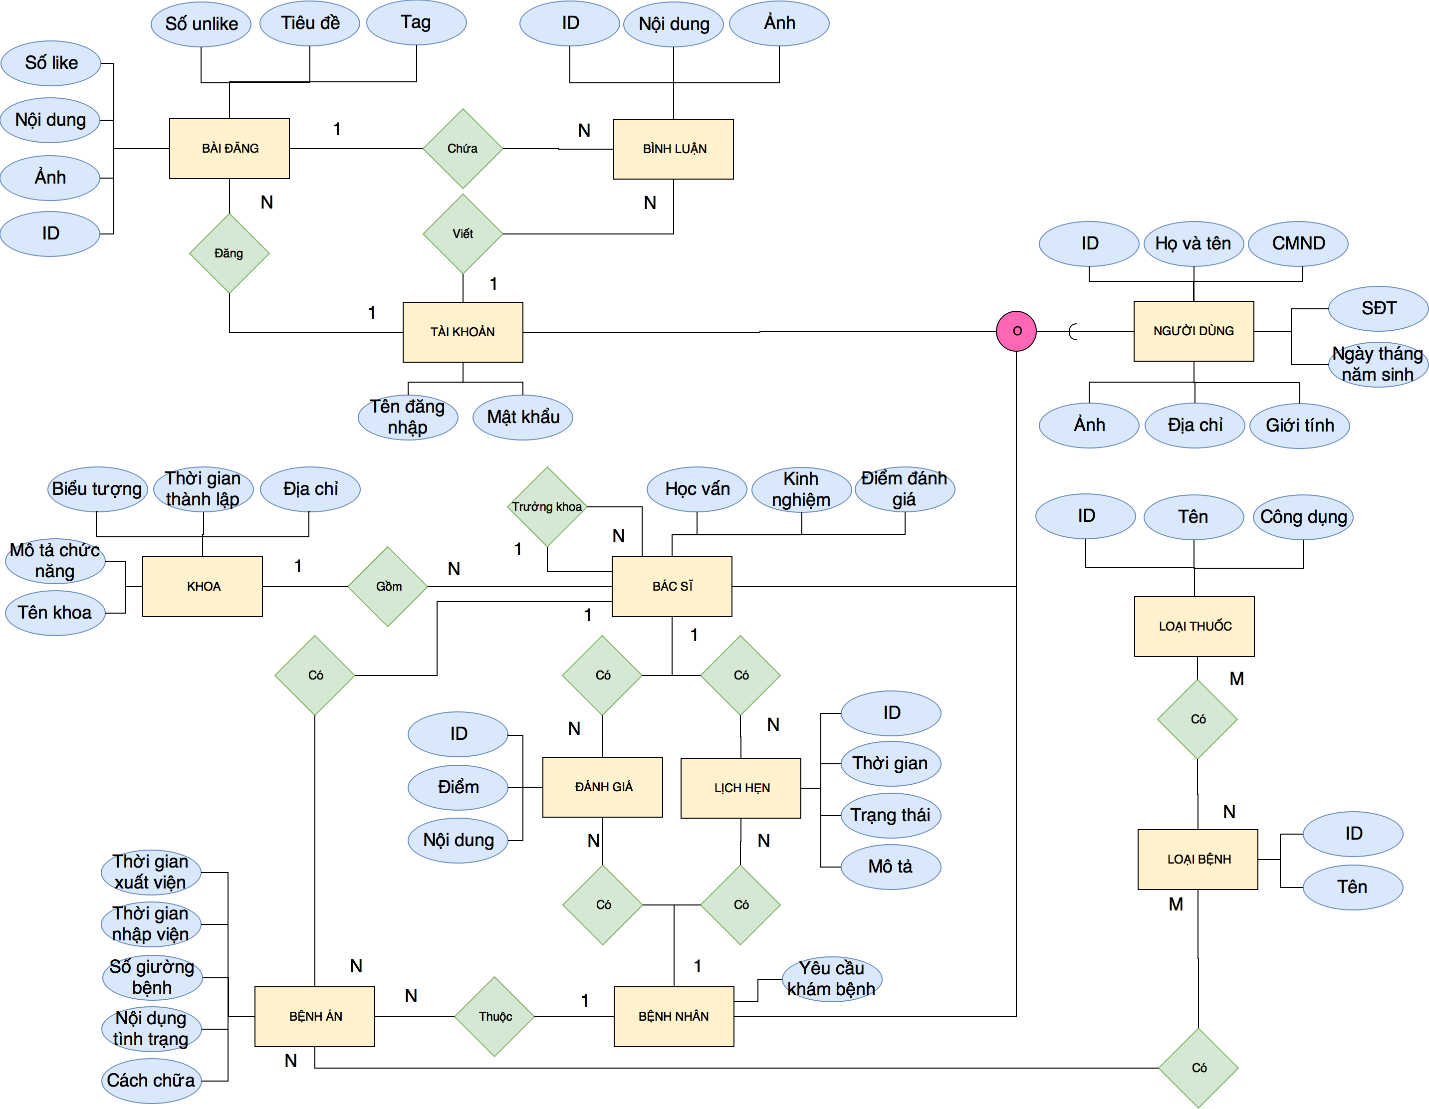 Số unlike
Tiêu đề
Tag
ID
Nội dung
Ảnh
Số like
Nội dung
Ảnh
ID
BÀI ĐĂNG
1
Chứa
N
BÌNH LUẬN
N
Viết
N
Đăng
1
1
TÀI KHOẢN
Tên đăng
nhập
Mật khẩu
O
ID
Họ và tên
CMND
NGƯỜI DÙNG
SĐT
Ngày tháng
năm sinh
Ảnh
Địa chỉ
Giới tính
Biểu tượng
Thời gian
thành lập
Địa chỉ
Mô tả chức
năng
Tên khoa
KHOA
1
Gồm
N
Trưởng khoa
N
1
Học vấn
Kinh
nghiệm
Điểm đánh
giá
BÁC SĨ
1
1
Có
Có
Có
N
N
ID
Điểm
Nội dung
ĐÁNH GIÁ
LỊCH HẸN
ID
Thời gian
Trạng thái
Mô tả
N
N
Có
Có
1
ID
Tên
Công dụng
LOẠI THUỐC
M
Có
N
LOẠI BỆNH
ID
Tên
M
Thời gian
xuất viện
Thời gian
nhập viện
Số giường
bệnh
Nội dụng
tình trạng
Cách chữa
N
BỆNH ÁN
N
Thuộc
1
BỆNH NHÂN
Yêu cầu
khám bệnh
N
Có